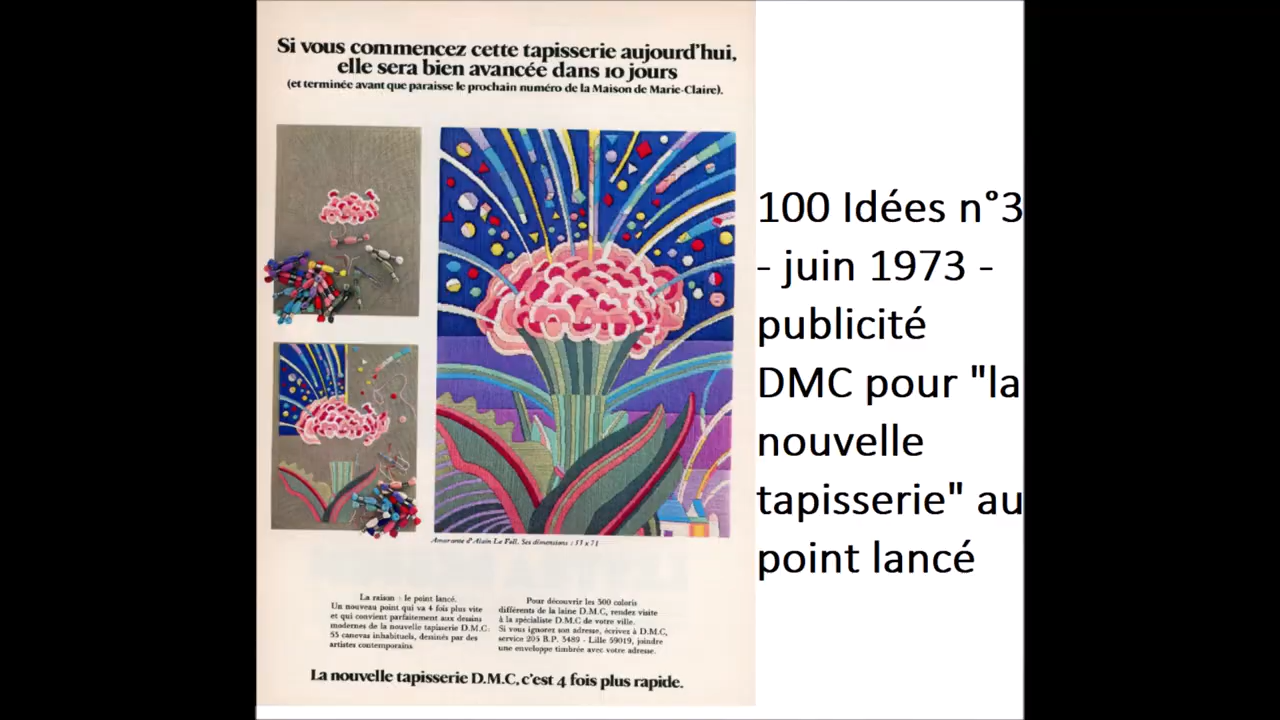 Si vous commencez cette tapisserie aujourd'hui,
elle sera bien avancée dans 10 jours
(et terminée avant que paraisse le prochain numéro de la Maison de Marie-Claire).
Amarante d'Alain Le Foll. Ses dimensions : 53 x 71
La raison : le point lancé.
Un nouveau point qui va 4 fois plus vite
et qui convient parfaitement aux dessins
modernes de la nouvelle tapisserie D.M.C.
55 canevas inhabituels, dessinés par des
artistes contemporains
Pour découvrir les 300 coloris
différents de la laine D.M.C, rendez visite
à la spécialiste D.M.C de votre ville.
Si vous ignorez son adresse, écrivez à D.M.C,
service 205 B.P. 3489 - Lille 59019, joindre
une enveloppe timbrée avec votre adresse.
La nouvelle tapisserie D.M.C, c'est 4 fois plus rapide.
100 Idées n°3
- juin 1973 -
publicité
DMC pour "la
nouvelle
tapisserie" au
point lancé